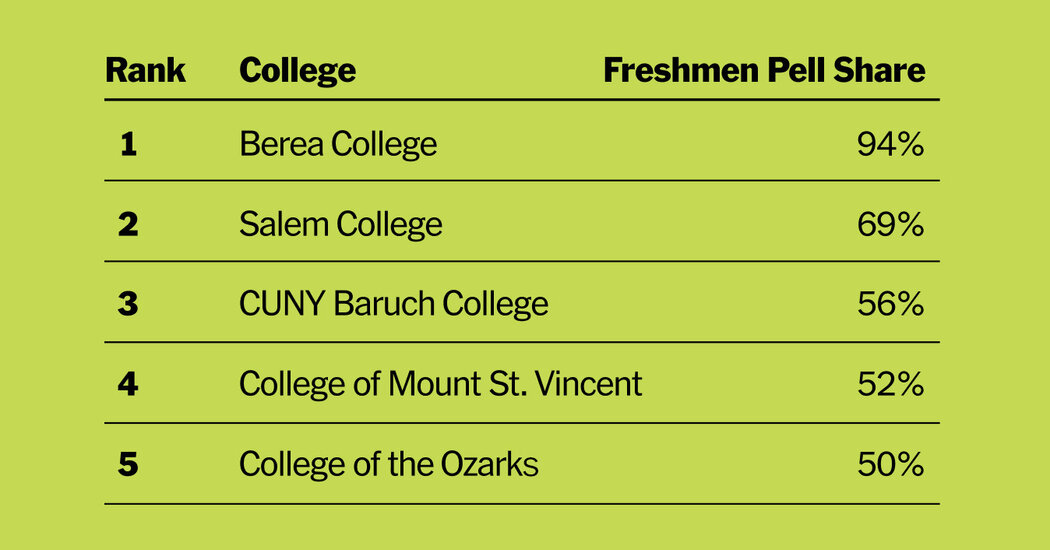 Rank College Freshmen Pell Share
1 Berea College 94%
2 Salem College 69%
3 CUNY Baruch College 56%
4 College of Mount St. Vincent 52%
5 College of the Ozarks 50%